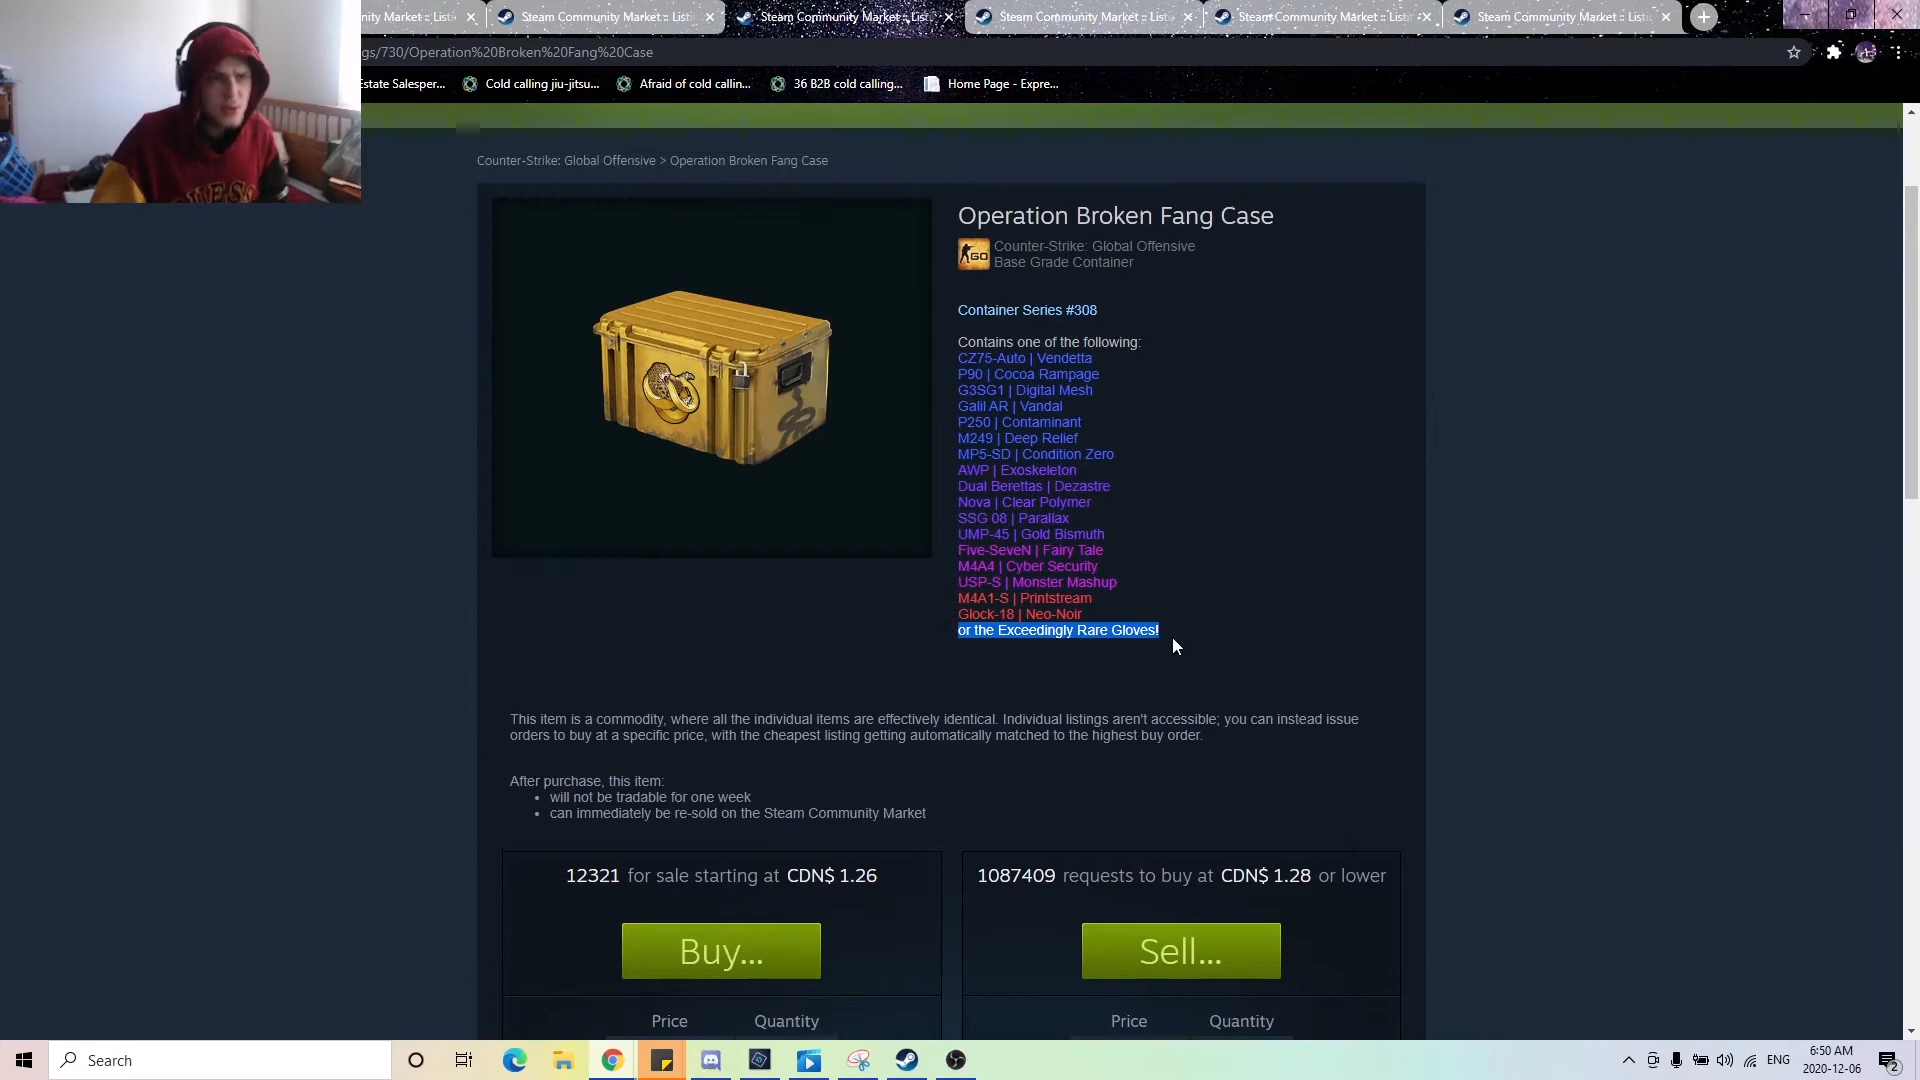 nity Market :: Listi
Steam Community Market :: Listi
Steam Community Market :: List
Steam Community Market :: Listi
Steam Community Market :: Listi
Steam Community Market :: Listi
gs/730/Operation%20Broken%20Fang%20Case
Estate Salesper...
Cold calling jiu-jitsu...
Afraid of cold callin...
36 B2B cold calling...
Home Page - Expre...
Counter-Strike: Global Offensive > Operation Broken Fang Case
Operation Broken Fang Case
GO
Counter-Strike: Global Offensive
Base Grade Container
Container Series #308
Contains one of the following:
CZ75-Auto | Vendetta
P90 | Cocoa Rampage
G3SG1 | Digital Mesh
Galil AR | Vandal
P250 | Contaminant
M249 | Deep Relief
MP5-SD | Condition Zero
AWP | Exoskeleton
Dual Berettas | Dezastre
Nova | Clear Polymer
SSG 08 | Parallax
UMP-45 | Gold Bismuth
Five-SeveN | Fairy Tale
M4A4 | Cyber Security
USP-S | Monster Mashup
M4A1-S | Printstream
Glock-18 | Neo-Noir
or the Exceedingly Rare Gloves!
This item is a commodity, where all the individual items are effectively identical. Individual listings aren't accessible; you can instead issue
orders to buy at a specific price, with the cheapest listing getting automatically matched to the highest buy order.
After purchase, this item:
• will not be tradable for one week
• can immediately be re-sold on the Steam Community Market
12321 for sale starting at CDN$ 1.26
Buy...
Price Quantity
1087409 requests to buy at CDN$ 1.28 or lower
Sell...
Price Quantity
Search
ENG
6:50 AM
2020-12-06
2